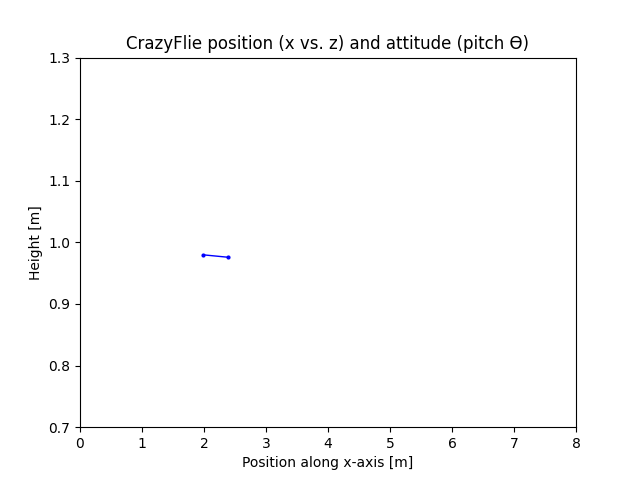 CrazyFlie position (x vs. z) and attitude (pitch Θ)
1.3
1.2
1.1
1.0
0.9
0.8
0.7
Height [m]
0 1 2 3 4 5 6 7 8
Position along x-axis [m]